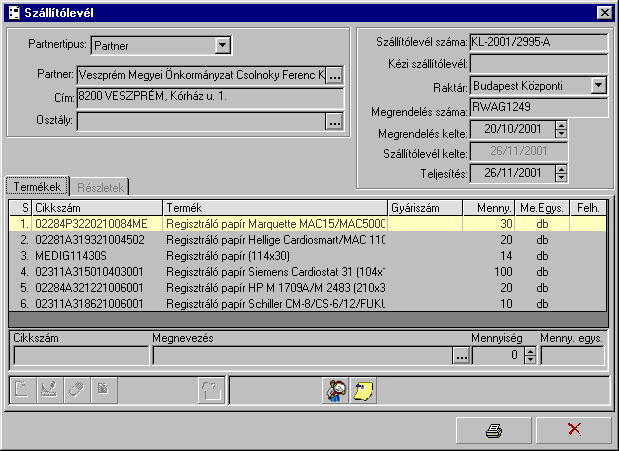 Szállítólevél
Partnertipus: Partner
Partner: Veszprém Megyei Önkormányzat Csolnoky Ferenc K ...
Cím: 8200 VESZPRÉM, Kórház u. 1.
Osztály: ...
Szállítólevél száma: KL-2001/2995-A
Kézi szállítólevél:
Raktár: Budapest Központi
Megrendelés száma: RWAG1249
Megrendelés kelte: 20/10/2001
Szállítólevél kelte: 26/11/2001
Teljesítés: 26/11/2001
Termékek Részletek
S Cikkszám Termék Gyáriszám Menny. Me.Egys. Felh.
1. 02284P3220210084ME Regisztráló papír Marquette MAC15/MAC5000 30 db
2. 02281A319321004502 Regisztráló papír Hellige Cardiosmart/MAC 110 20 db
3. MEDIG11430S Regisztráló papír (114x30) 14 db
4. 02311A315010403001 Regisztráló papír Siemens Cardiostat 31 (104x 100 db
5. 02284A321221006001 Regisztráló papír HP M 1709A/M 2483 (210x3 20 db
6. 02311A318621006001 Regisztráló papír Schiller CM-8/CS-6/12/FUKU 10 db
Cikkszám Megnevezés Mennyiség Menny. egys.
... 0